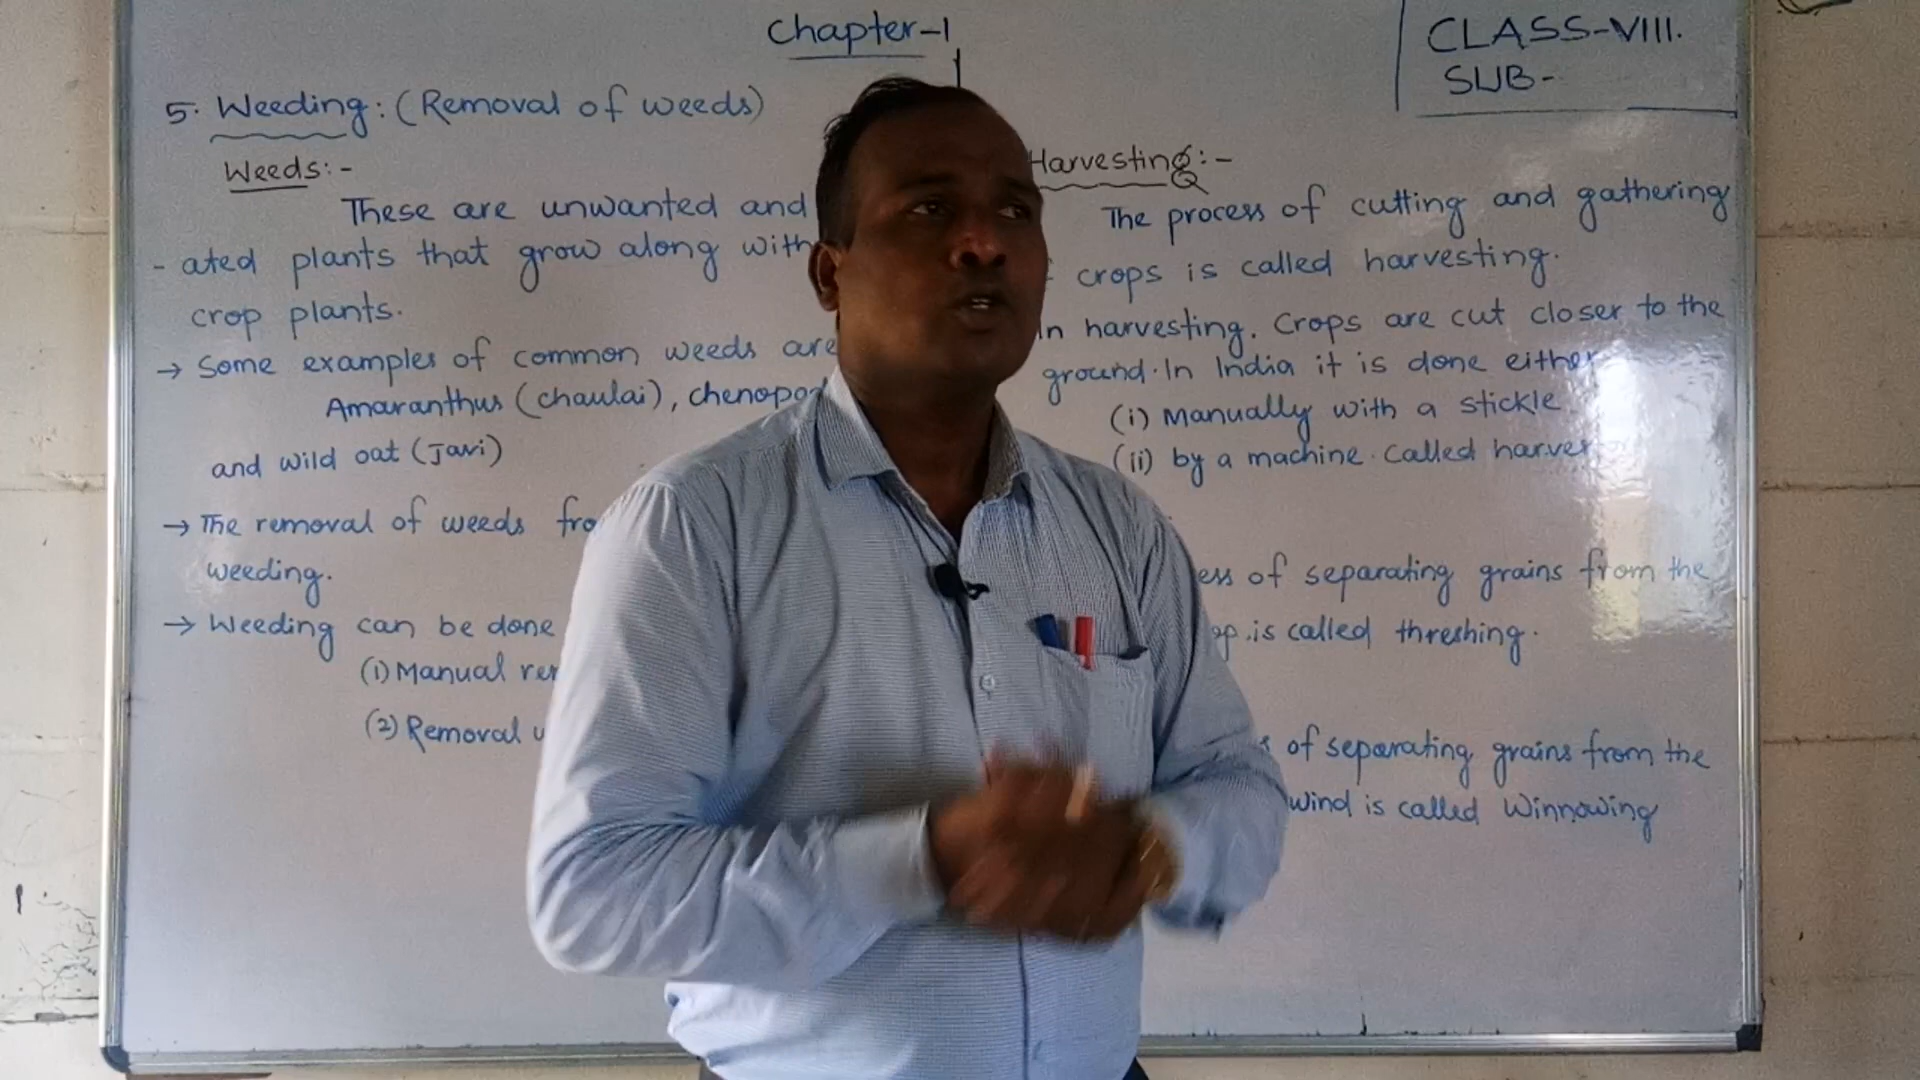 Chapter-1
CLASS-VIII.
SUB-
5. Weeding: (Removal of weeds)
Weeds:-
These are unwanted and
- ated plants that grow along with
crop plants.
→ Some examples of common weeds are
Amaranthus (chaulai),
and wild oat (Javi)
→ The removal of weeds
weeding.
→ Weeding can be done
(1) Manual
(2) Removal
Harvesting:-
The process of cutting and gathering
crops is called harvesting.
In harvesting. Crops are cut closer to the
ground. In India it is done either
(i) Manually with a stickle
(ii) by a machine. Called
of separating grains from the
is called threshing.
of separating grains from the
wind is called Winnowing